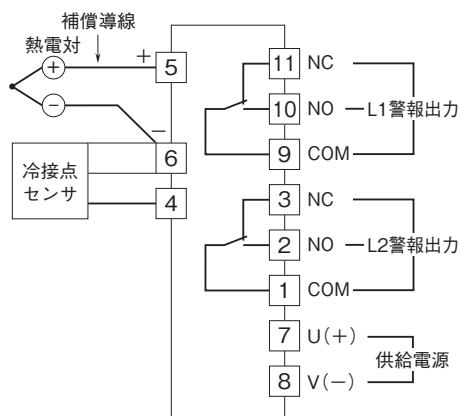 補償導線
熱電対
+
+
5
−
−
6
冷接点
センサ
4
11 NC
10 NO L1警報出力
9 COM
3 NC
2 NO L2警報出力
1 COM
7 U(+)
供給電源
8 V(−)